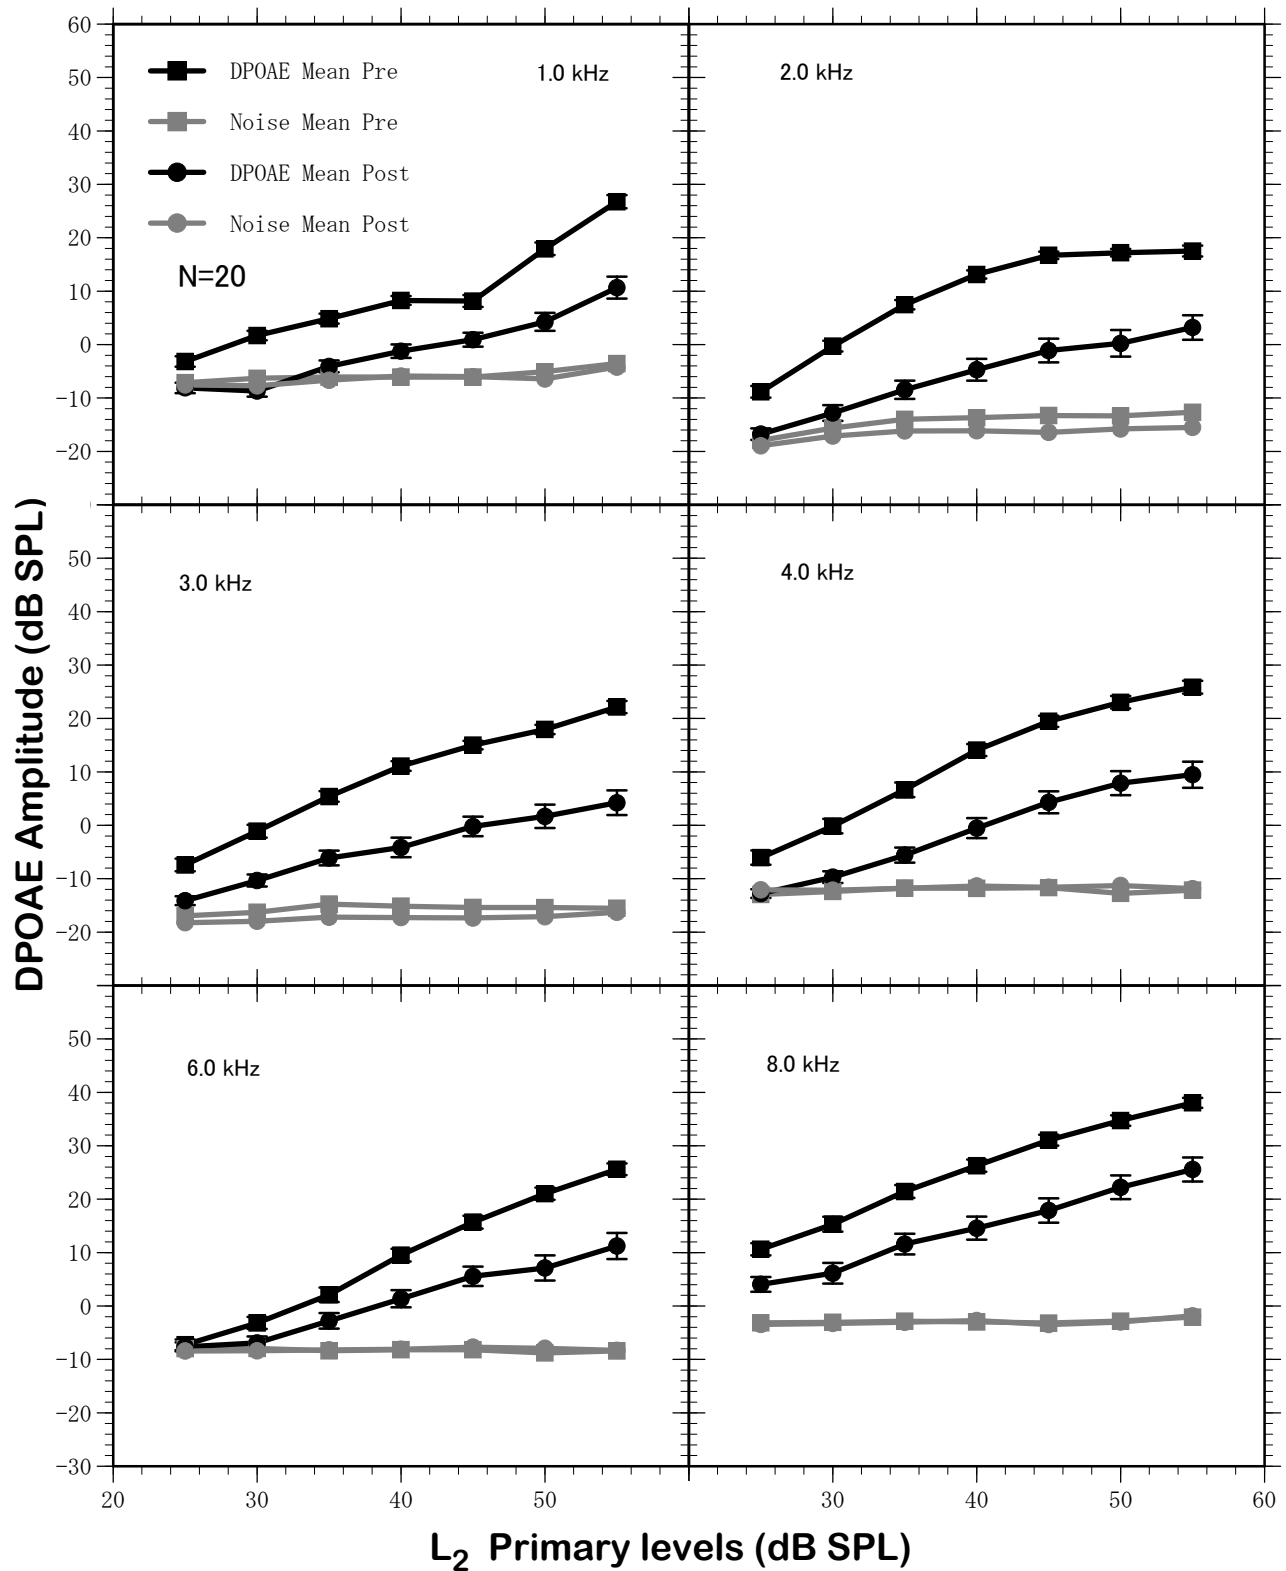 60
50
40
30
20
10
0
-10
-20
DPOAE Mean Pre
Noise Mean Pre
DPOAE Mean Post
Noise Mean Post
N=20
1.0 kHz
2.0 kHz
50
40
30
20
10
0
-10
-20
3.0 kHz
4.0 kHz
50
40
30
20
10
0
-10
-20
-30
6.0 kHz
8.0 kHz
20 30 40 50 30 40 50 60
DPOAE Amplitude (dB SPL)
L2 Primary levels (dB SPL)